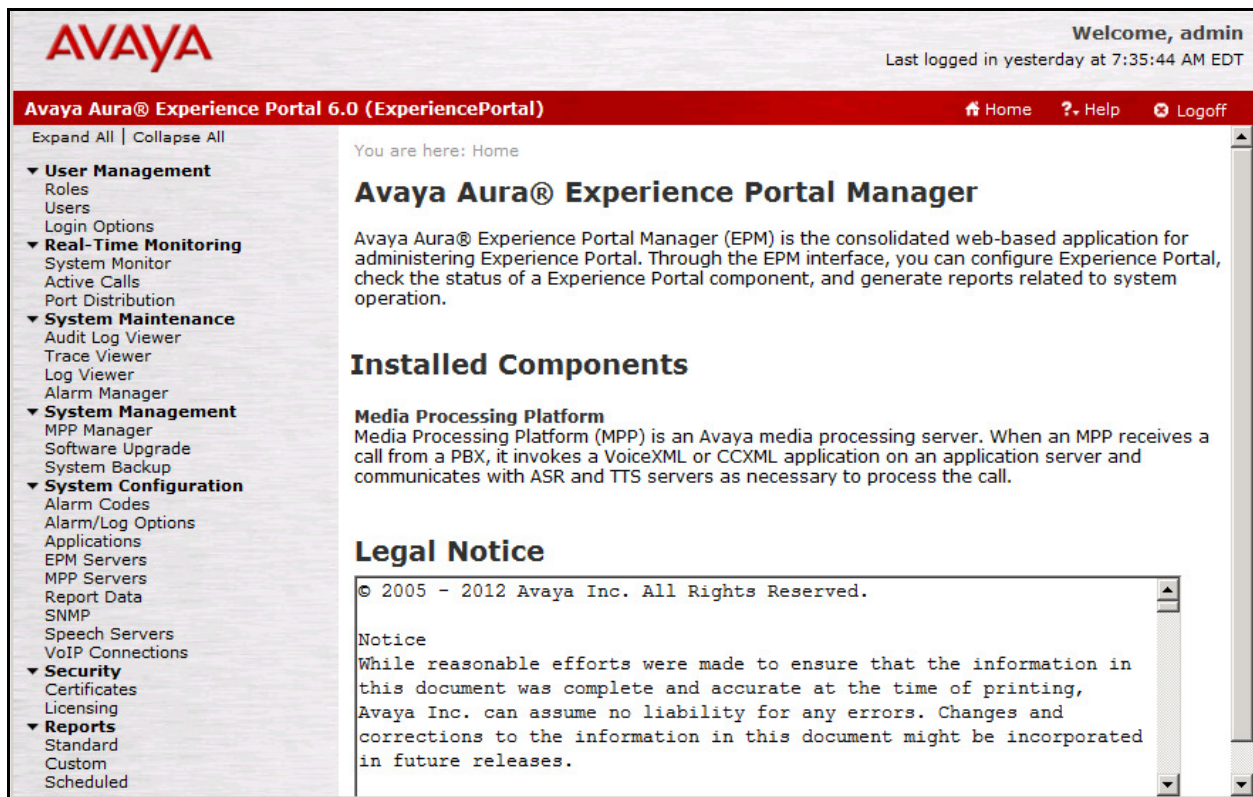 AVAYA
Welcome, admin
Last logged in yesterday at 7:35:44 AM EDT
Avaya Aura® Experience Portal 6.0 (ExperiencePortal)
Home ? Help Logoff
Expand All | Collapse All
User Management
Roles
Users
Login Options
Real-Time Monitoring
System Monitor
Active Calls
Port Distribution
System Maintenance
Audit Log Viewer
Trace Viewer
Log Viewer
Alarm Manager
System Management
MPP Manager
Software Upgrade
System Backup
System Configuration
Alarm Codes
Alarm/Log Options
Applications
EPM Servers
MPP Servers
Report Data
SNMP
Speech Servers
VoIP Connections
Security
Certificates
Licensing
Reports
Standard
Custom
Scheduled
You are here: Home
Avaya Aura® Experience Portal Manager
Avaya Aura® Experience Portal Manager (EPM) is the consolidated web-based application for
administering Experience Portal. Through the EPM interface, you can configure Experience Portal,
check the status of a Experience Portal component, and generate reports related to system
operation.
Installed Components
Media Processing Platform
Media Processing Platform (MPP) is an Avaya media processing server. When an MPP receives a
call from a PBX, it invokes a VoiceXML or CCXML application on an application server and
communicates with ASR and TTS servers as necessary to process the call.
Legal Notice
© 2005 - 2012 Avaya Inc. All Rights Reserved.
Notice
While reasonable efforts were made to ensure that the information in
this document was complete and accurate at the time of printing,
Avaya Inc. can assume no liability for any errors. Changes and
corrections to the information in this document might be incorporated
in future releases.